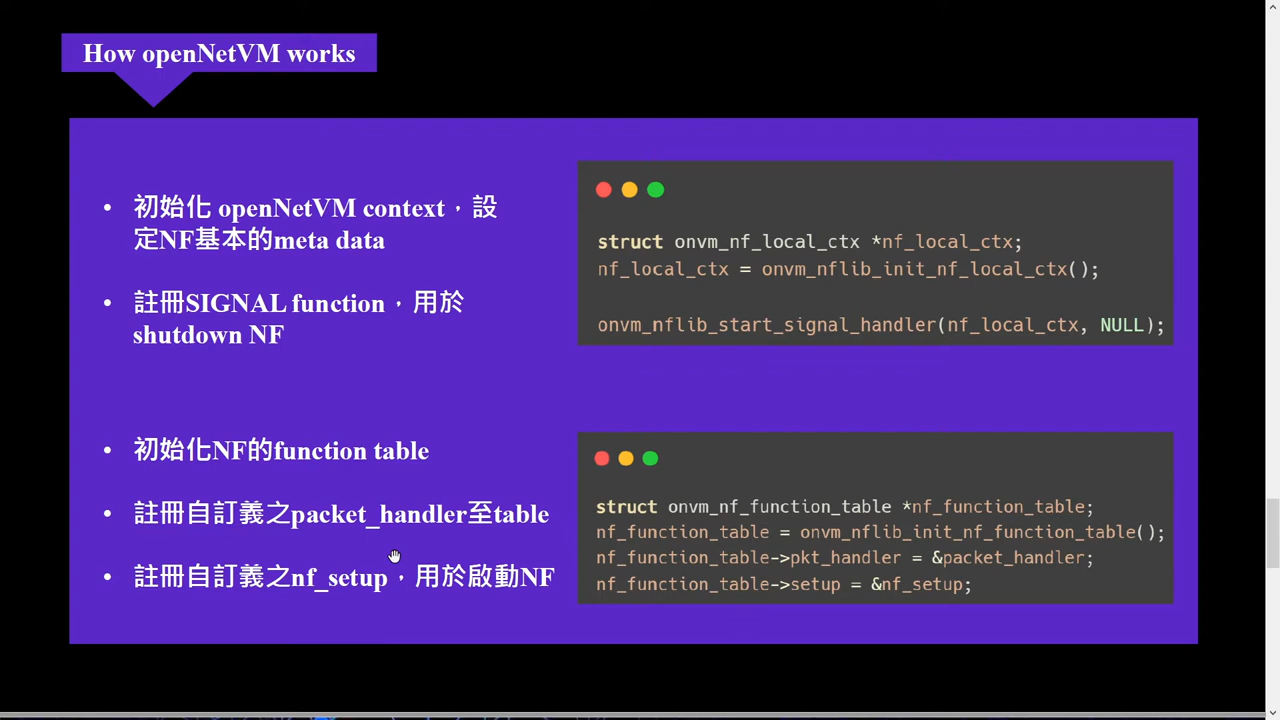 How openNetVM works
• 初始化 openNetVM context，設
定NF基本的meta data
• 註冊SIGNAL function，用於
shutdown NF
struct onvm_nf_local_ctx *nf_local_ctx;
nf_local_ctx = onvm_nflib_init_nf_local_ctx();
onvm_nflib_start_signal_handler(nf_local_ctx, NULL);
• 初始化NF的function table
• 註冊自訂義之packet_handler至table
• 註冊自訂義之nf_setup，用於啟動NF
struct onvm_nf_function_table *nf_function_table;
nf_function_table = onvm_nflib_init_nf_function_table();
nf_function_table->pkt_handler = &packet_handler;
nf_function_table->setup = &nf_setup;